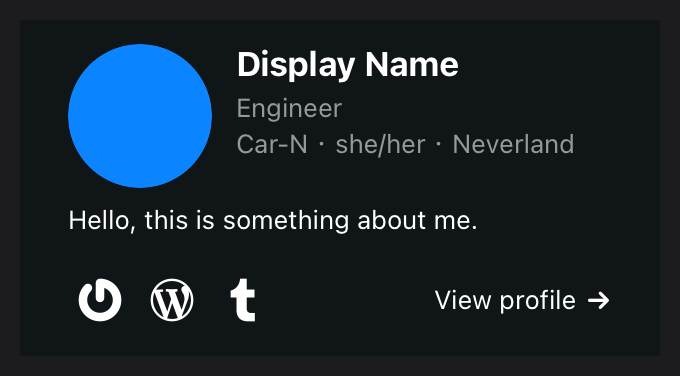 Display Name
Engineer
Car-N · she/her · Neverland
Hello, this is something about me.
View profile →